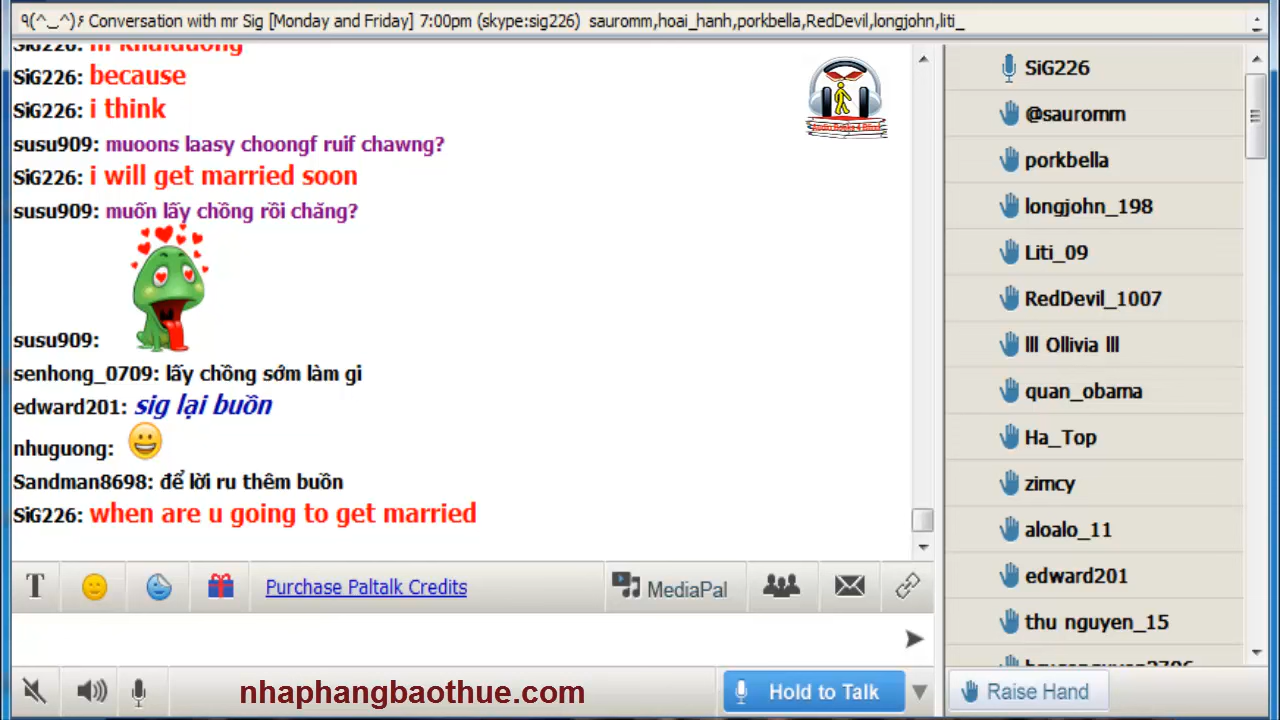 ٩(^‿^)۶ Conversation with mr Sig [Monday and Friday] 7:00pm (skype:sig226) sauromm,hoai_hanh,porkbella,RedDevil,longjohn,liti_
SiG226: because
SiG226: i think
susu909: muoons laasy choongf ruif chawng?
SiG226: i will get married soon
susu909: muốn lấy chồng rồi chăng?
susu909:
senhong_0709: lấy chồng sớm làm gi
edward201: sig lại buồn
nhuguong:
Sandman8698: để lời ru thêm buồn
SiG226: when are u going to get married
T
Purchase Paltalk Credits
MediaPal
nhaphangbaothue.com
Hold to Talk
SiG226
@sauromm
porkbella
longjohn_198
Liti_09
RedDevil_1007
lll Ollivia lll
quan_obama
Ha_Top
zimcy
aloalo_11
edward201
thu nguyen_15
Raise Hand